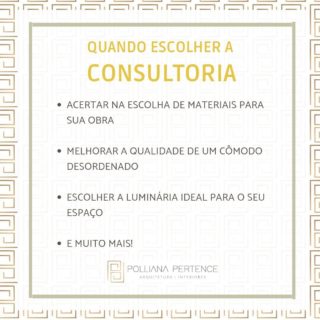 QUANDO ESCOLHER A
CONSULTORIA
• ACERTAR NA ESCOLHA DE MATERIAIS PARA
SUA OBRA
• MELHORAR A QUALIDADE DE UM CÔMODO
DESORDENADO
• ESCOLHER A LUMINÁRIA IDEAL PARA O SEU
ESPAÇO
• E MUITO MAIS!
POLLIANA PERTENCE
ARQUITETURA + INTERIORES